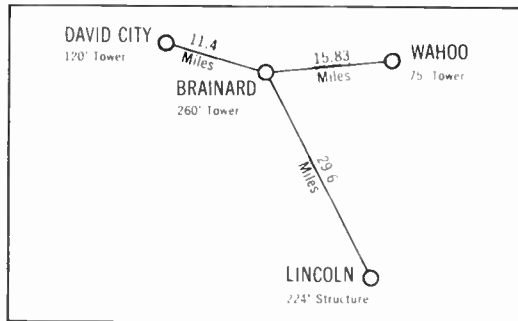 DAVID CITY
120' Tower
11.4
Miles
15.83
Miles
WAHOO
75' Tower
BRAINARD
260' Tower
29.6
Miles
LINCOLN
224' Structure